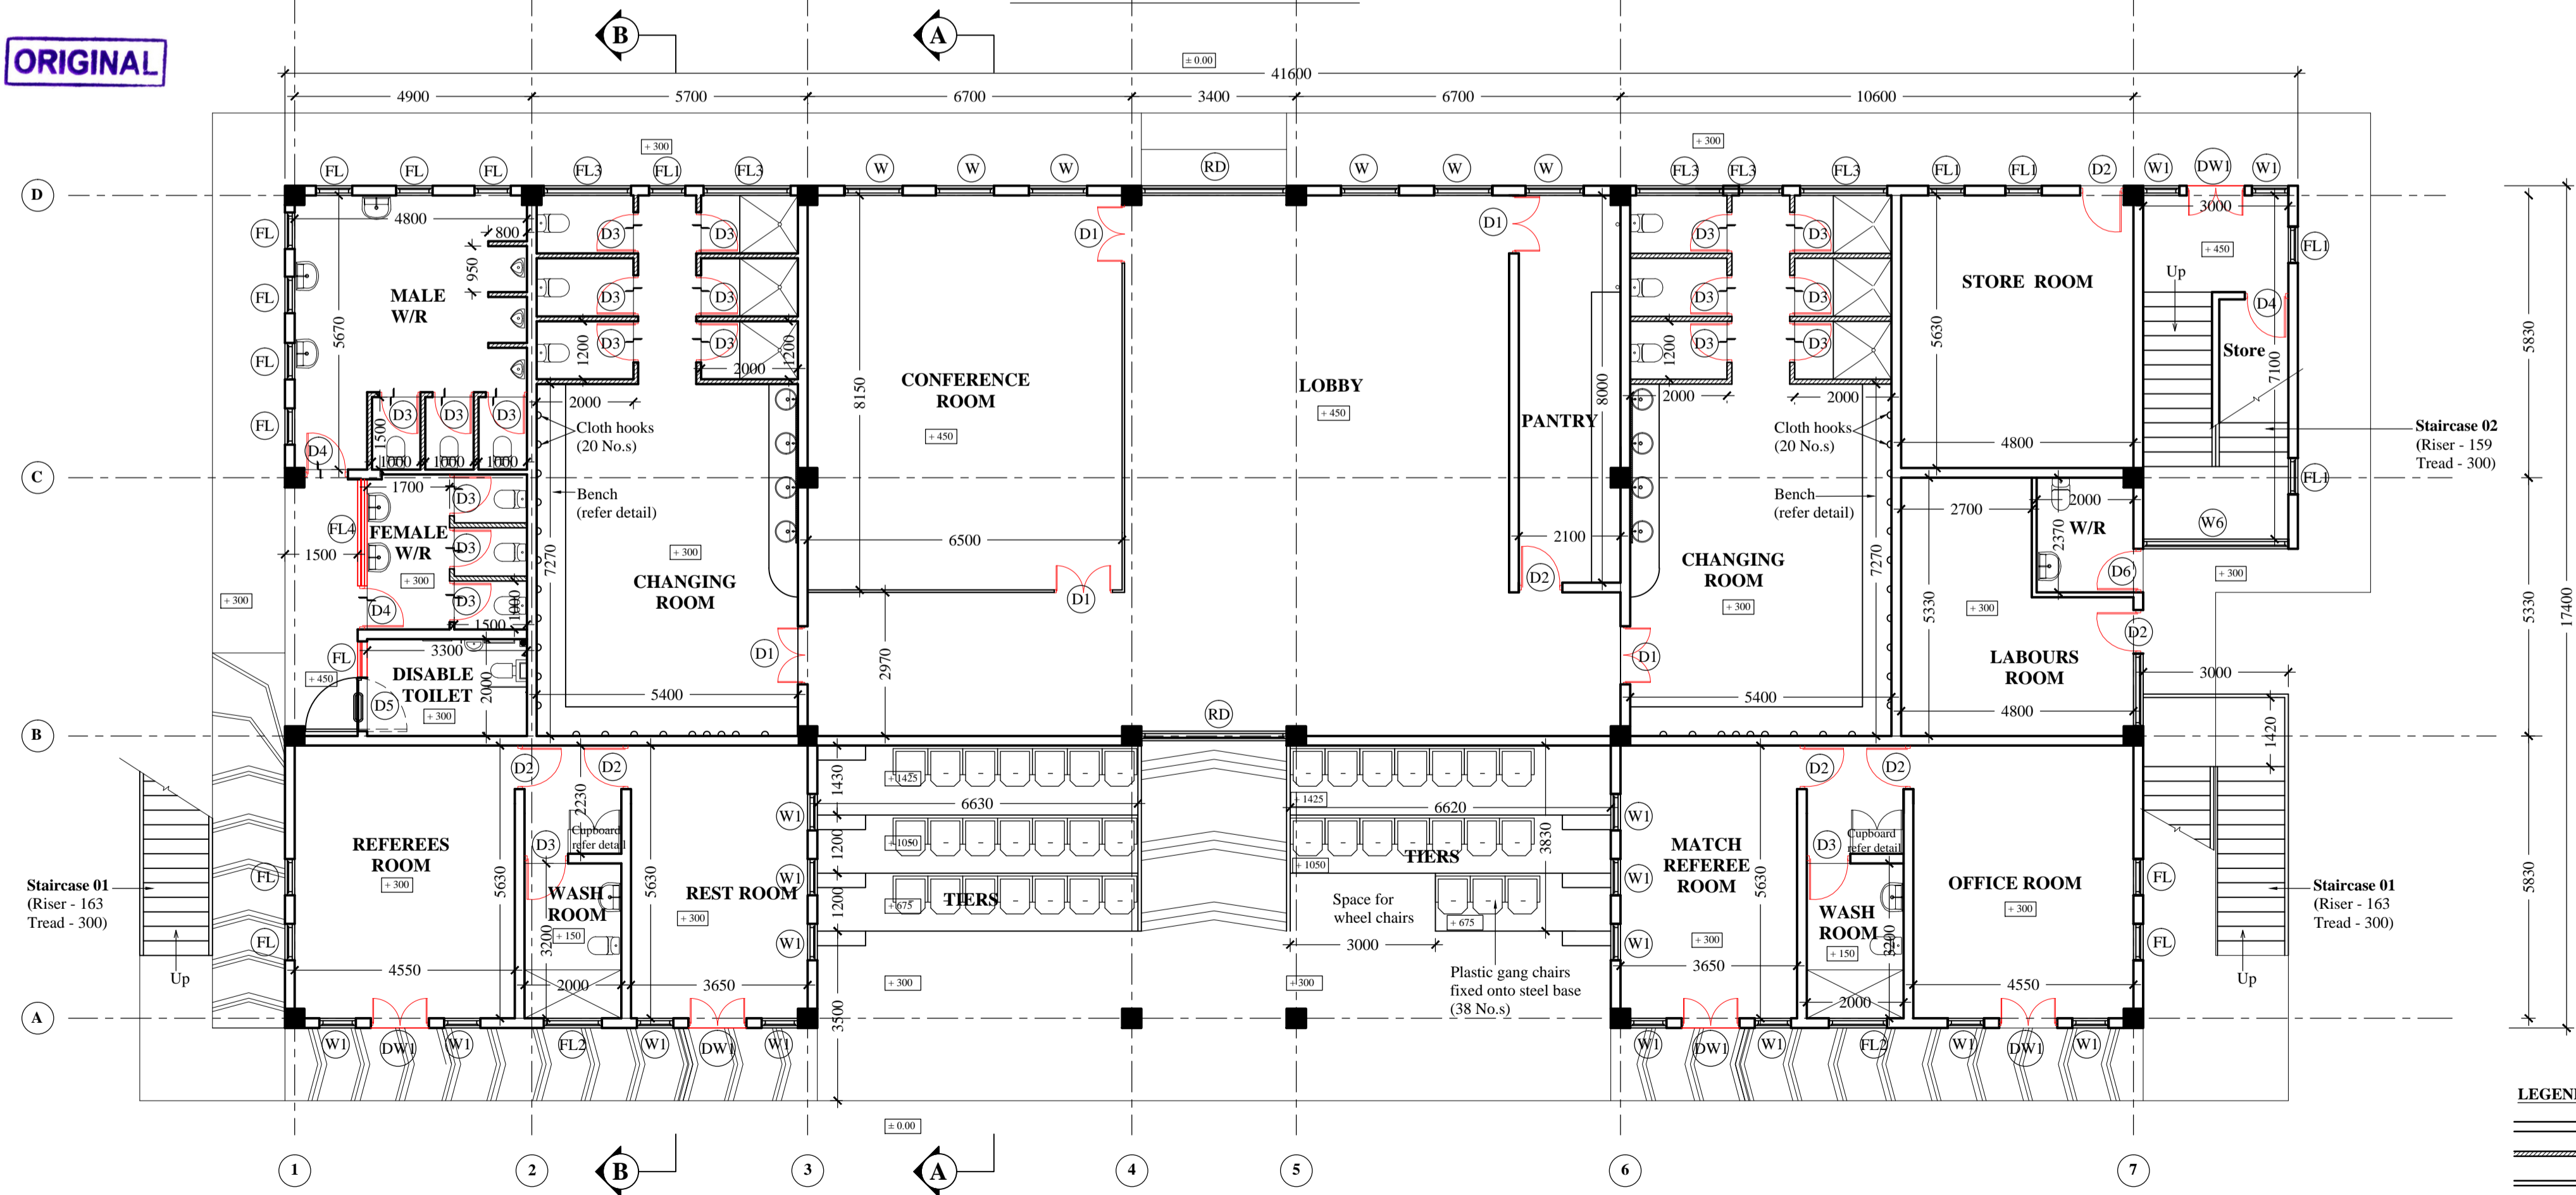 ORIGINAL
B
A
± 0.00
41600
4900
5700
6700
3400
6700
10600
+ 300
+ 300
FL
FL
FL
FL3
FL1
FL3
W
W
W
RD
W
W
W
FL3
FL3
FL3
FL1
FL1
D2
W1
DW1
W1
D
4800
800
950
FL
FL
FL
FL
MALE
W/R
5670
D3
D3
D3
D3
D3
D3
1200
1200
2000
2000
D1
D1
8150
CONFERENCE
ROOM
+ 450
LOBBY
+ 450
PANTRY
8000
D3
D3
D3
D3
D3
D3
1200
2000
2000
STORE ROOM
5630
4800
3000
+ 450
Up
FL1
D4
Store
7100
5830
D3
D3
D3
1500
1000
1000
1000
D4
Cloth hooks
(20 No.s)
Cloth hooks
(20 No.s)
Staircase 02
(Riser - 159
Tread - 300)
C
1700
D3
FL4
FEMALE
W/R
D3
1500
+ 300
D4
D3
1000
1500
Bench
(refer detail)
7270
+ 300
CHANGING
ROOM
6500
2100
D2
D1
Bench
(refer detail)
CHANGING
ROOM
+ 300
7270
2700
2000
W/R
2370
D6
FL1
W6
+ 300
5330
+ 300
5330
17400
+ 300
FL
3300
DISABLE
TOILET
2000
+ 450
D5
+ 300
D1
5400
2970
D1
5400
D2
LABOURS
ROOM
4800
3000
1420
B
RD
D2
D2
2230
1430
+ 1425
6630
+ 1425
6620
D2
D2
REFEREES
ROOM
+ 300
5630
Cupboard
refer detail
D3
WASH
ROOM
+ 150
3200
5630
REST ROOM
+ 300
W1
W1
W1
1200
+ 1050
1200
+ 675
TIERS
+ 1050
TIERS
3830
Space for
wheel chairs
+ 675
3000
W1
W1
W1
MATCH
REFEREE
ROOM
+ 300
5630
Cupboard
refer detail
D3
WASH
ROOM
+ 150
3200
OFFICE ROOM
+ 300
FL
FL
5830
Staircase 01
(Riser - 163
Tread - 300)
Up
FL
FL
Staircase 01
(Riser - 163
Tread - 300)
Up
4550
2000
3650
3500
+ 300
+ 300
Plastic gang chairs
fixed onto steel base
(38 No.s)
3650
2000
4550
A
W1
DW1
W1
FL2
W1
DW1
W1
W1
DW1
W1
FL2
W1
DW1
W1
± 0.00
1
2
B
3
A
4
5
6
7